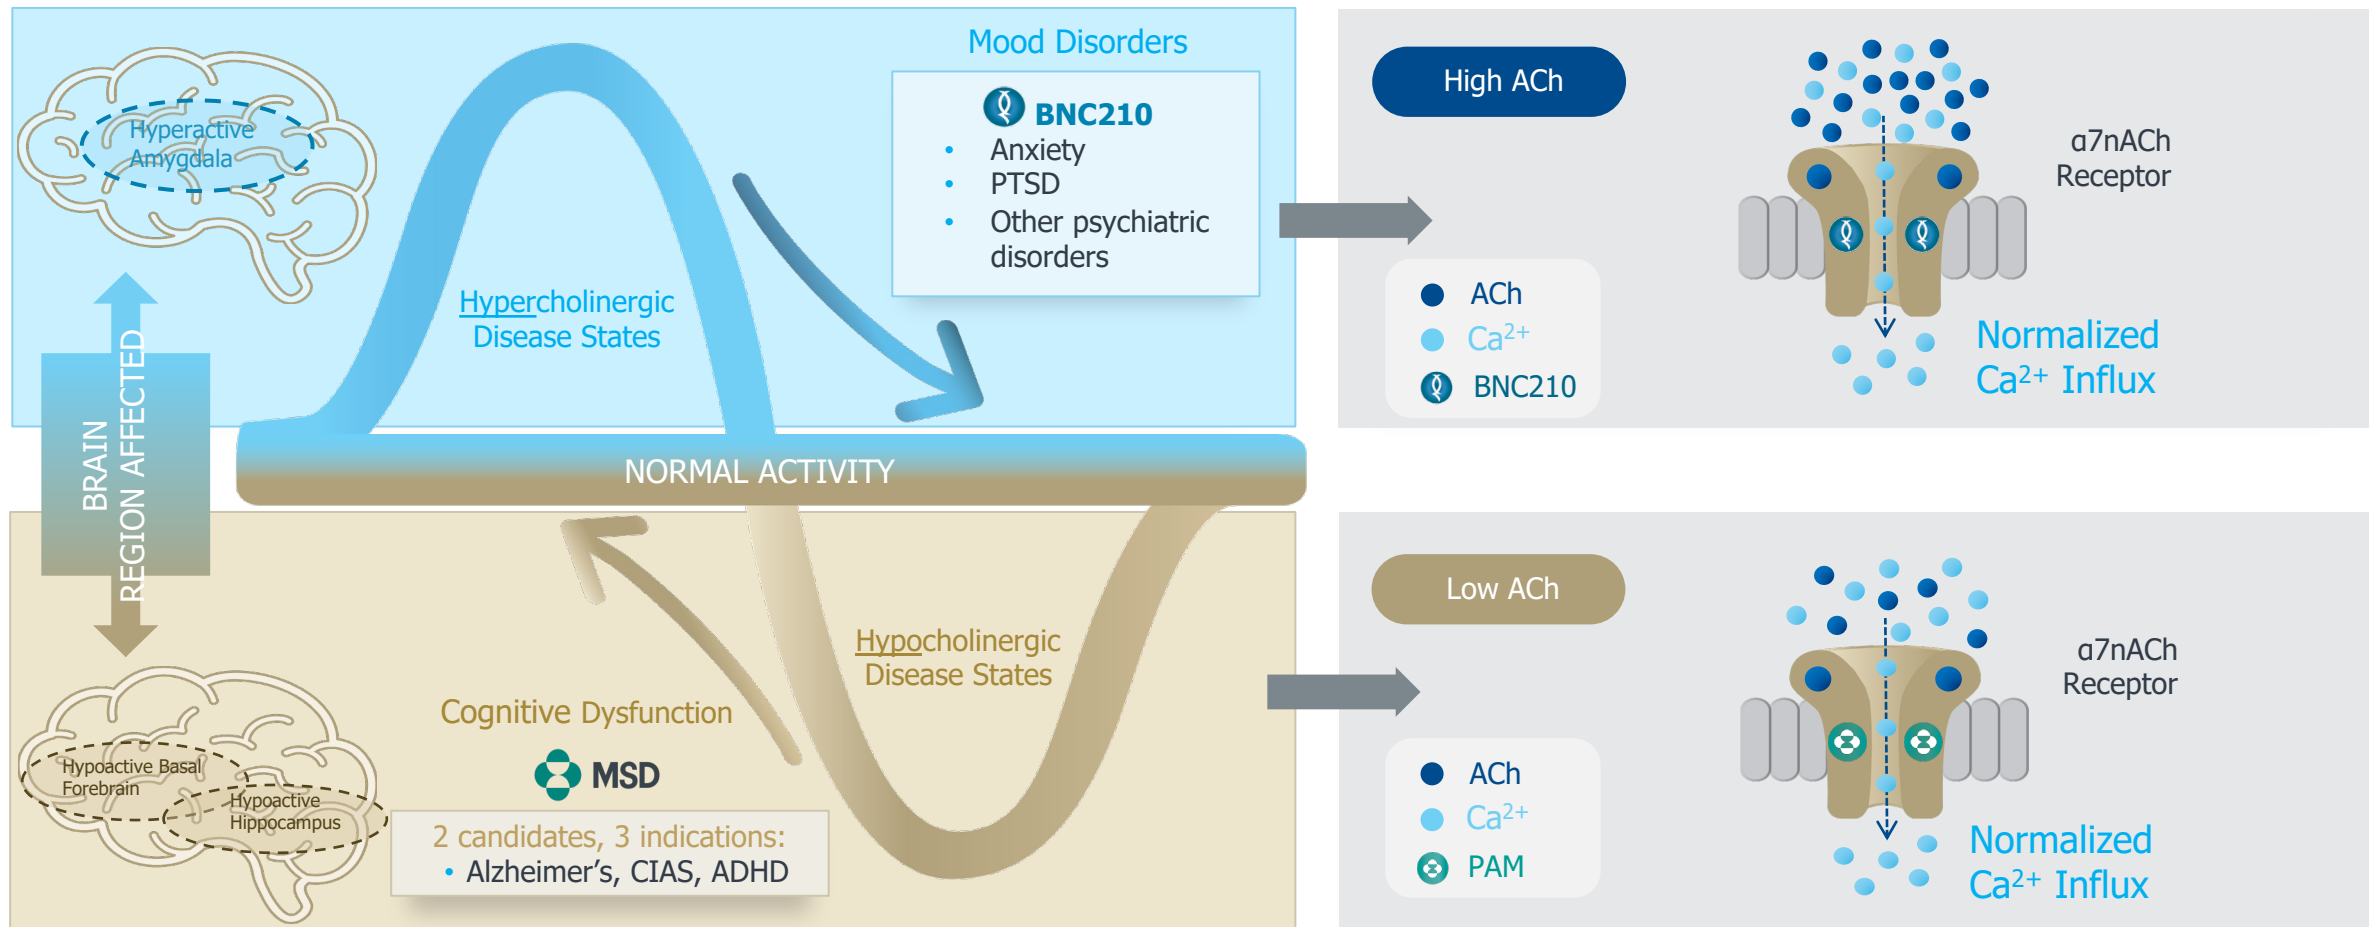 Hyperactive
Amygdala
BRAIN
REGION AFFECTED
Hypercholinergic
Disease States
Mood Disorders
BNC210
• Anxiety
• PTSD
• Other psychiatric
disorders
NORMAL ACTIVITY
Hypoactive Basal
Forebrain
Hypoactive
Hippocampus
Cognitive Dysfunction
MSD
2 candidates, 3 indications:
• Alzheimer's, CIAS, ADHD
Hypocholinergic
Disease States
High ACh
ACh
Ca²⁺
BNC210
α7nACh
Receptor
Normalized
Ca²⁺ Influx
Low ACh
ACh
Ca²⁺
PAM
α7nACh
Receptor
Normalized
Ca²⁺ Influx